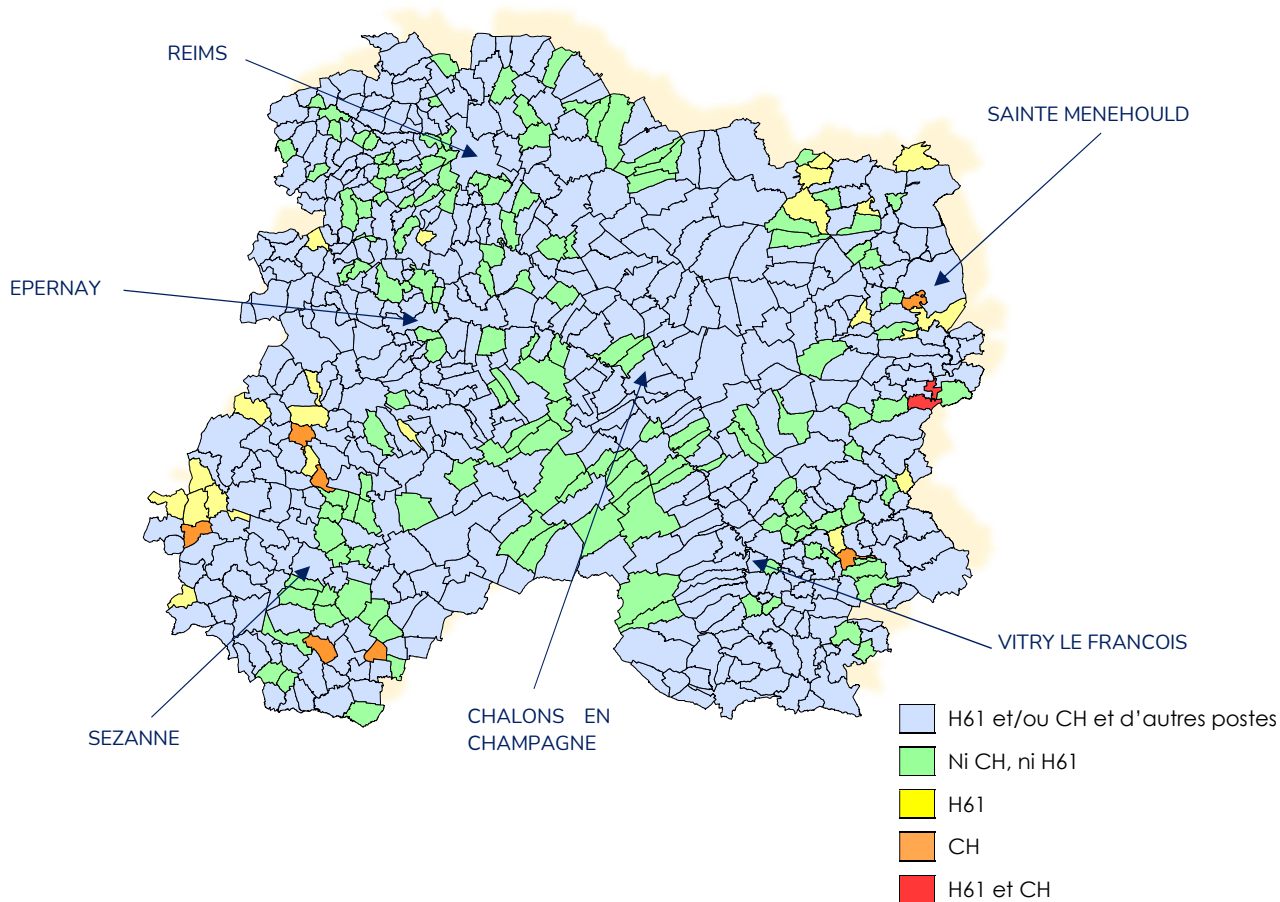 REIMS
SAINTE MENEHOULD
EPERNAY
VITRY LE FRANCOIS
CHALONS EN
CHAMPAGNE
SEZANNE
H61 et/ou CH et d’autres postes
Ni CH, ni H61
H61
CH
H61 et CH